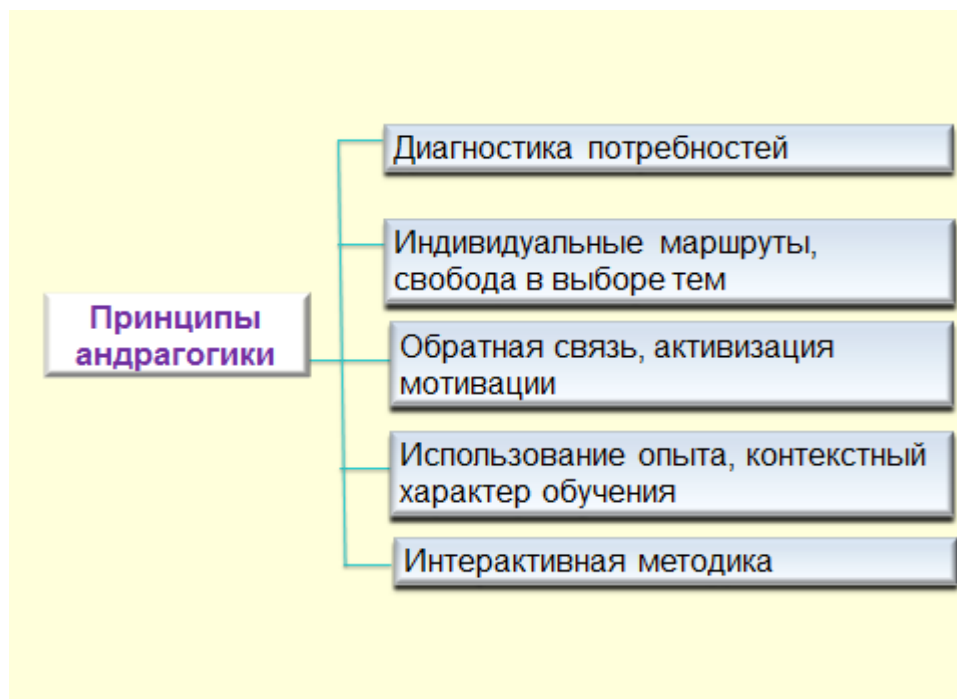 Принципы
андрагогики
Диагностика потребностей
Индивидуальные маршруты,
свобода в выборе тем
Обратная связь, активизация
мотивации
Использование опыта, контекстный
характер обучения
Интерактивная методика